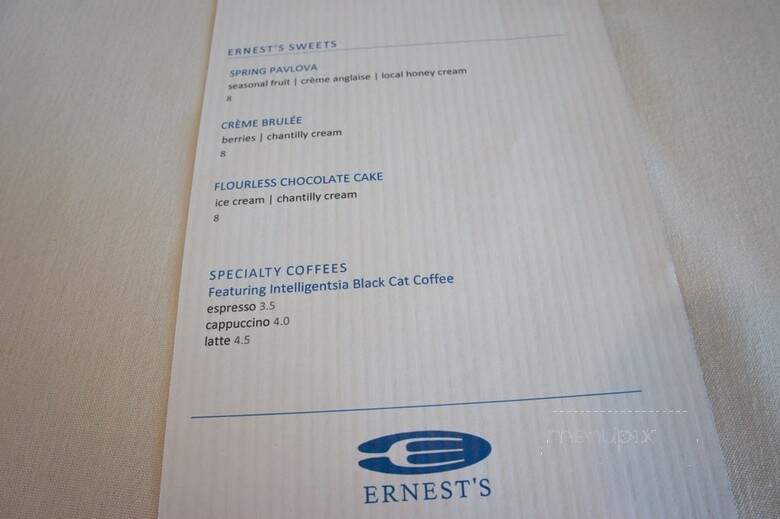 ERNEST'S SWEETS
SPRING PAVLOVA
seasonal fruit | crème anglaise | local honey cream
8
CRÈME BRULÉE
berries | chantilly cream
8
FLOURLESS CHOCOLATE CAKE
ice cream | chantilly cream
8
SPECIALTY COFFEES
Featuring Intelligentsia Black Cat Coffee
espresso 3.5
cappuccino 4.0
latte 4.5
menupix
ERNEST'S